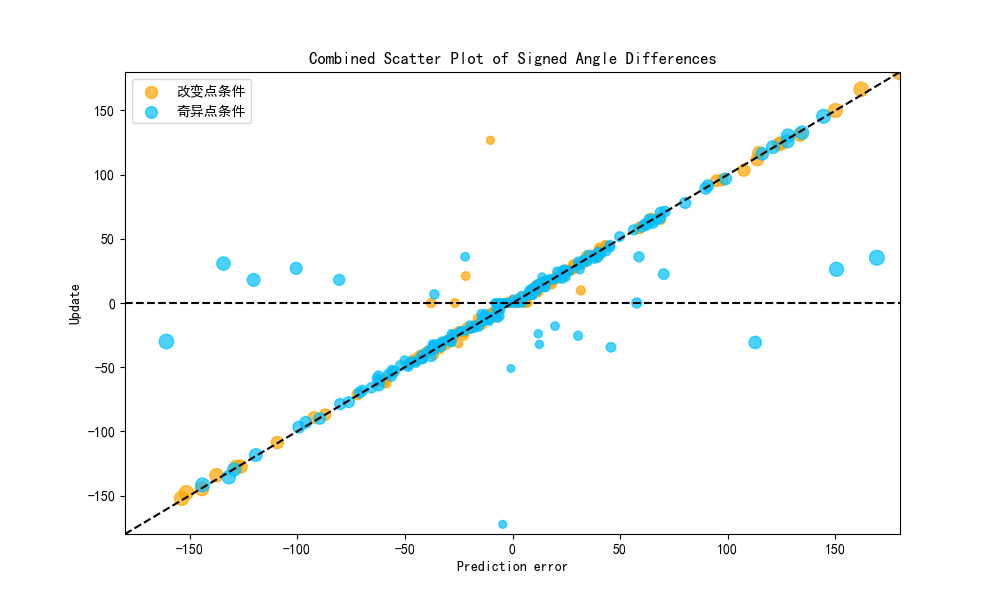 Combined Scatter Plot of Signed Angle Differences
改变点条件
奇异点条件
Update
150
100
50
0
−50
−100
−150
−150
−100
−50
0
50
100
150
Prediction error